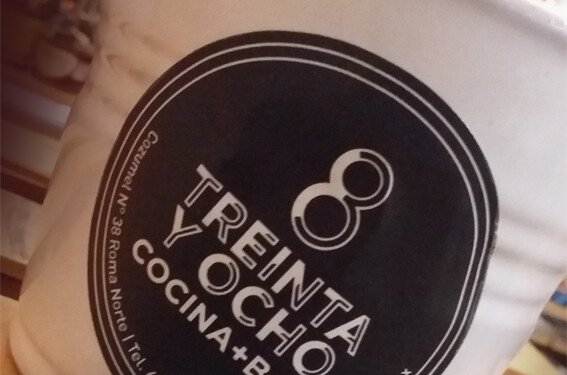 8
TREINTA
Y OCHO
COCINA+B
Cozumel N° 38 Roma Norte | Tel.